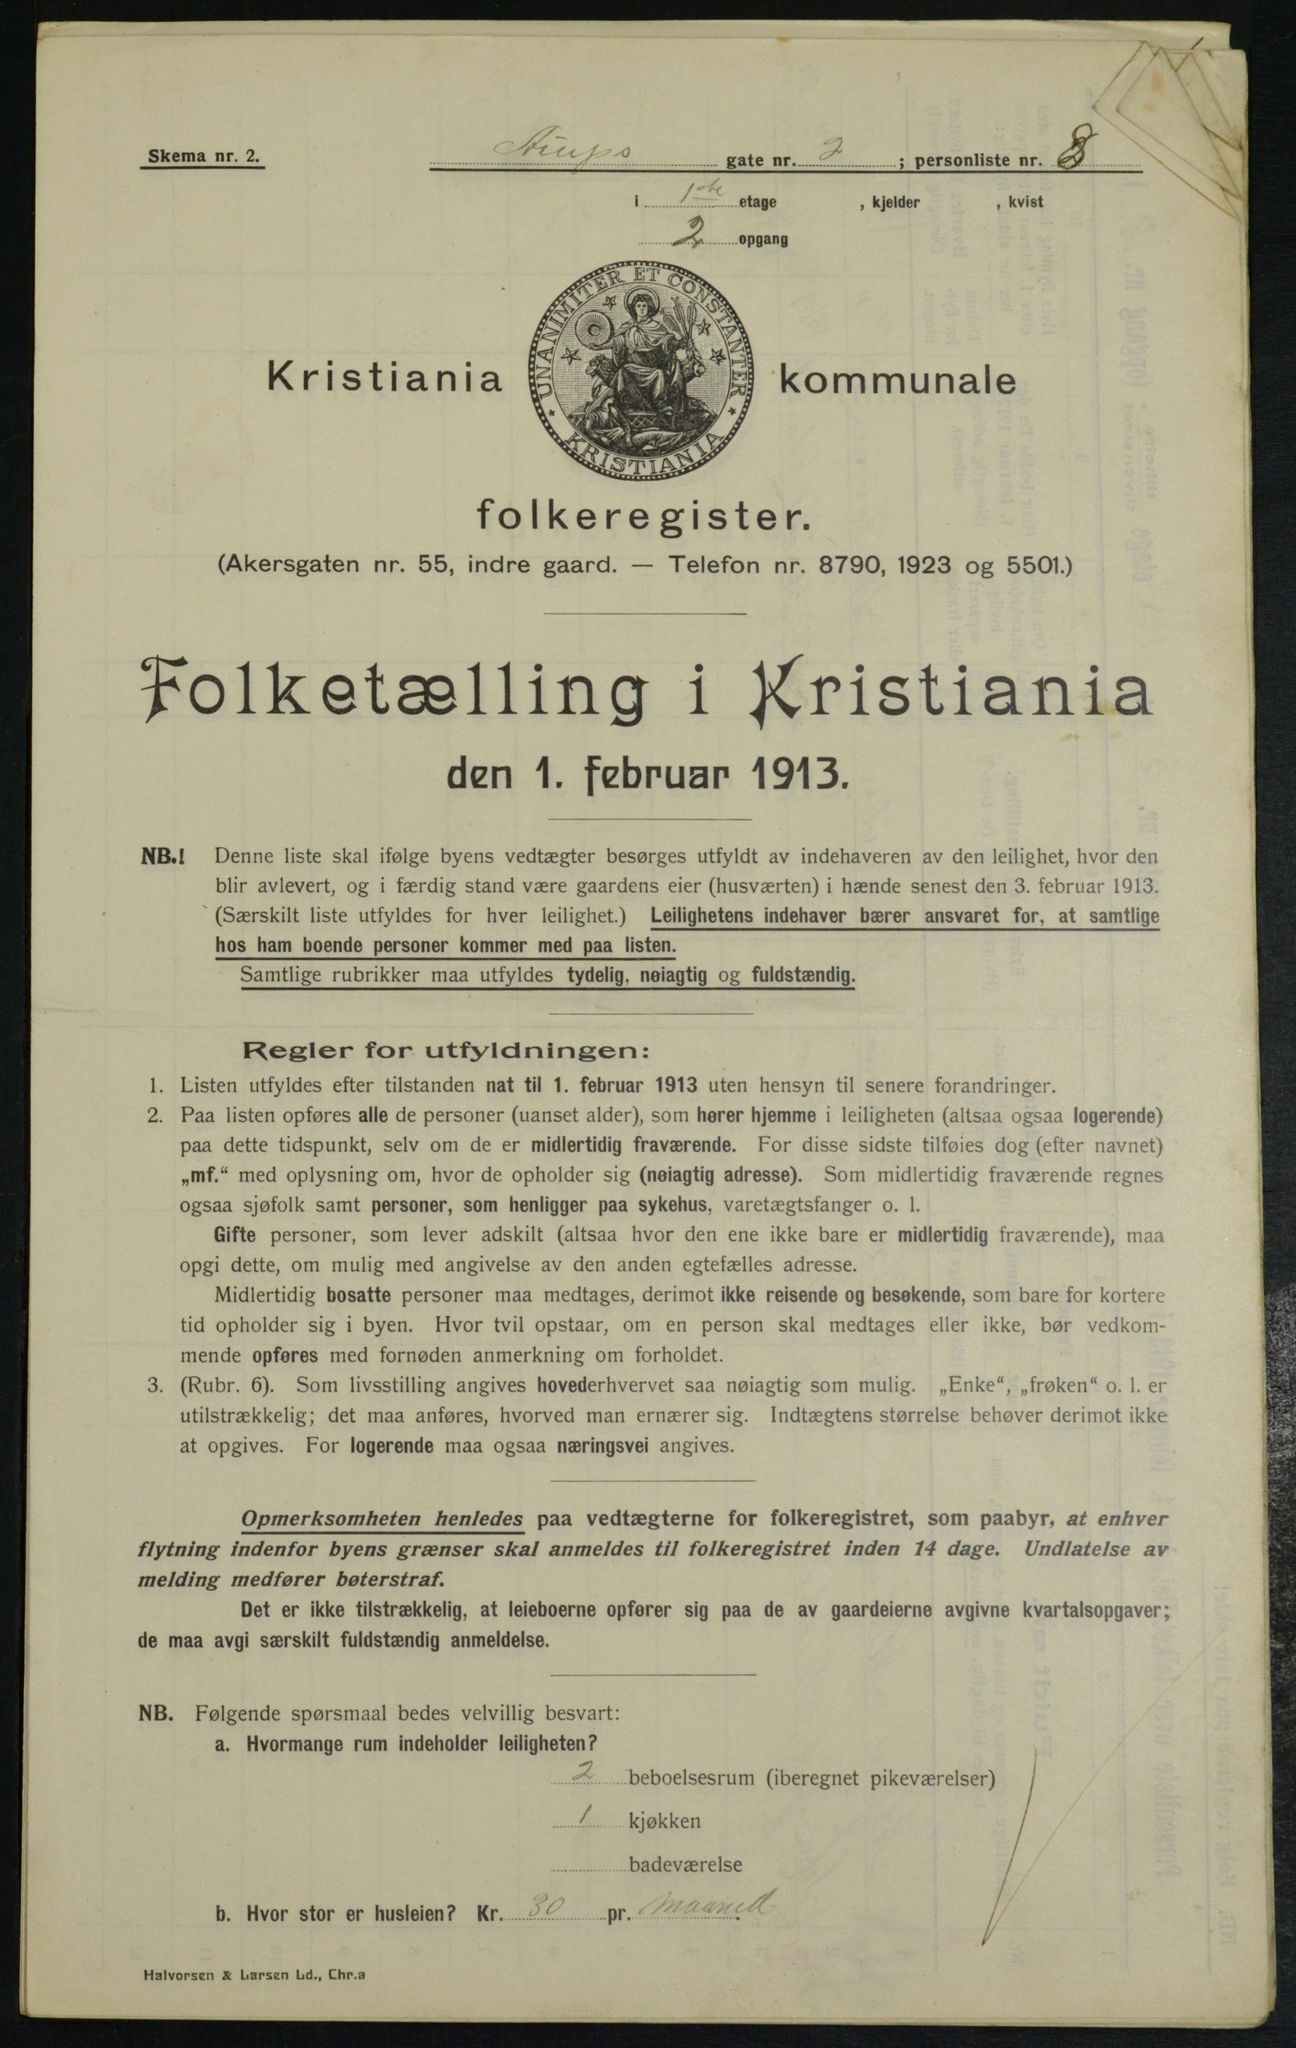 Skema nr. 2.
Aaups gate nr. 2 ; personliste nr. 8
i 1ste etage , kjelder , kvist
2 opgang
UNANIMITER ET CONSTANTER
KRISTIANIA
Kristiania kommunale
folkeregister.
(Akersgaten nr. 55, indre gaard. — Telefon nr. 8790, 1923 og 5501.)
Folketælling i Kristiania
den 1. februar 1913.
NB.! Denne liste skal ifølge byens vedtægter besørges utfyldt av indehaveren av den leilighet, hvor den
blir avlevert, og i færdig stand være gaardens eier (husværten) i hænde senest den 3. februar 1913.
(Særskilt liste utfyldes for hver leilighet.) Leilighetens indehaver bærer ansvaret for, at samtlige
hos ham boende personer kommer med paa listen.
Samtlige rubrikker maa utfyldes tydelig, nøiagtig og fuldstændig.
Regler for utfyldningen:
1. Listen utfyldes efter tilstanden nat til 1. februar 1913 uten hensyn til senere forandringer.
2. Paa listen opføres alle de personer (uanset alder), som hører hjemme i leiligheten (altsaa ogsaa logerende)
paa dette tidspunkt, selv om de er midlertidig fraværende. For disse sidste tilføies dog (efter navnet)
„mf.“ med oplysning om, hvor de opholder sig (nøiagtig adresse). Som midlertidig fraværende regnes
ogsaa sjøfolk samt personer, som henligger paa sykehus, varetægtsfanger o. l.
Gifte personer, som lever adskilt (altsaa hvor den ene ikke bare er midlertidig fraværende), maa
opgi dette, om mulig med angivelse av den anden egtefælles adresse.
Midlertidig bosatte personer maa medtages, derimot ikke reisende og besøkende, som bare for kortere
tid opholder sig i byen. Hvor tvil opstaar, om en person skal medtages eller ikke, bør vedkom-
mende opføres med fornøden anmerkning om forholdet.
3. (Rubr. 6). Som livsstilling angives hovederhvervet saa nøiagtig som mulig. „Enke“, „frøken“ o. l. er
utilstrækkelig; det maa anføres, hvorved man ernærer sig. Indtægtens størrelse behøver derimot ikke
at opgives. For logerende maa ogsaa næringsvei angives.
Opmerksomheten henledes paa vedtægterne for folkeregistret, som paabyr, at enhver
flytning indenfor byens grænser skal anmeldes til folkeregistret inden 14 dage. Undlatelse av
melding medfører bøterstraf.
Det er ikke tilstrækkelig, at leieboerne opfører sig paa de av gaardeierne avgivne kvartalsopgaver;
de maa avgi særskilt fuldstændig anmeldelse.
NB. Følgende spørsmaal bedes velvillig besvart:
a. Hvormange rum indeholder leiligheten?
2 beboelsesrum (iberegnet pikeværelser)
1 kjøkken
badeværelse
b. Hvor stor er husleien? Kr. 30 pr. Maaned
Halvorsen & Larsen Ld., Chr.a